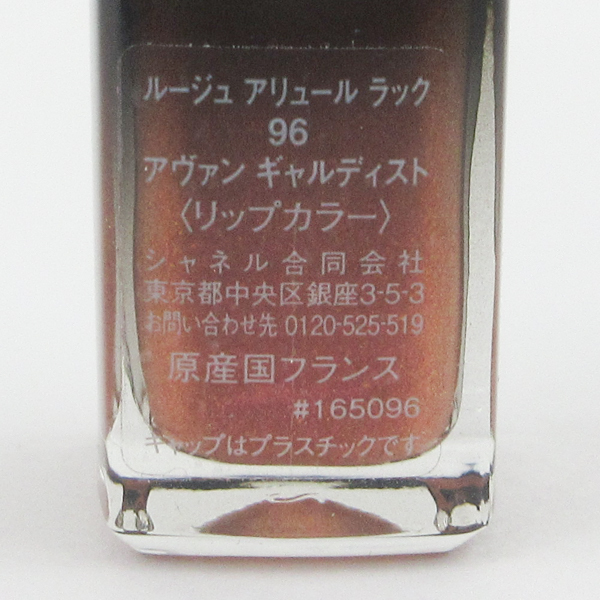 ルージュ アリュール ラック
96
アヴァン ギャルディスト
〈リップカラー〉
シャネル合同会社
東京都中央区銀座3-5-3
お問い合わせ先 0120-525-519
原産国フランス
#165096
キャップはプラスチックです